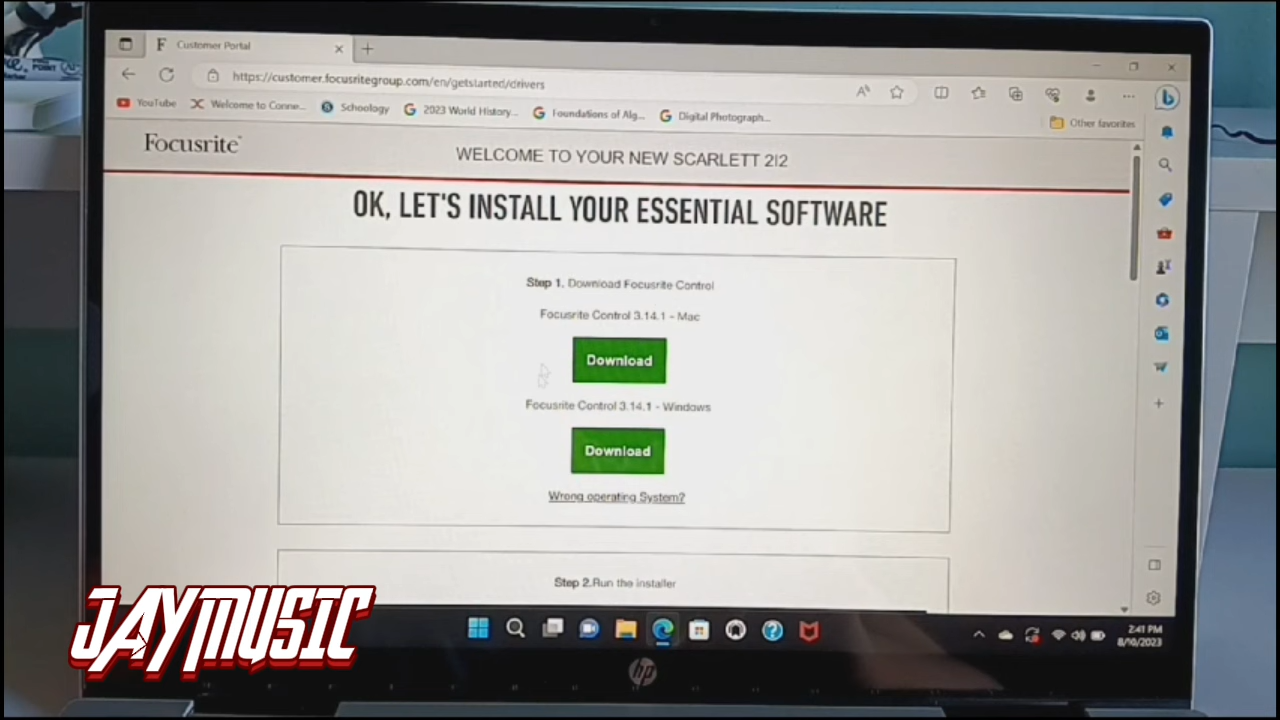 POINT
F Customer Portal
https://customer.focusritegroup.com/en/getstarted/drivers
YouTube
Welcome to Conne...
Schoology
2023 World History...
Foundations of Alg...
Digital Photograph...
Other favorites
Focusrite
WELCOME TO YOUR NEW SCARLETT 2I2
OK, LET'S INSTALL YOUR ESSENTIAL SOFTWARE
Step 1. Download Focusrite Control
Focusrite Control 3.14.1 - Mac
Download
Focusrite Control 3.14.1 - Windows
Download
Wrong operating System?
Step 2.Run the installer
JAYMUSIC
2:41 PM
8/10/2023
hp